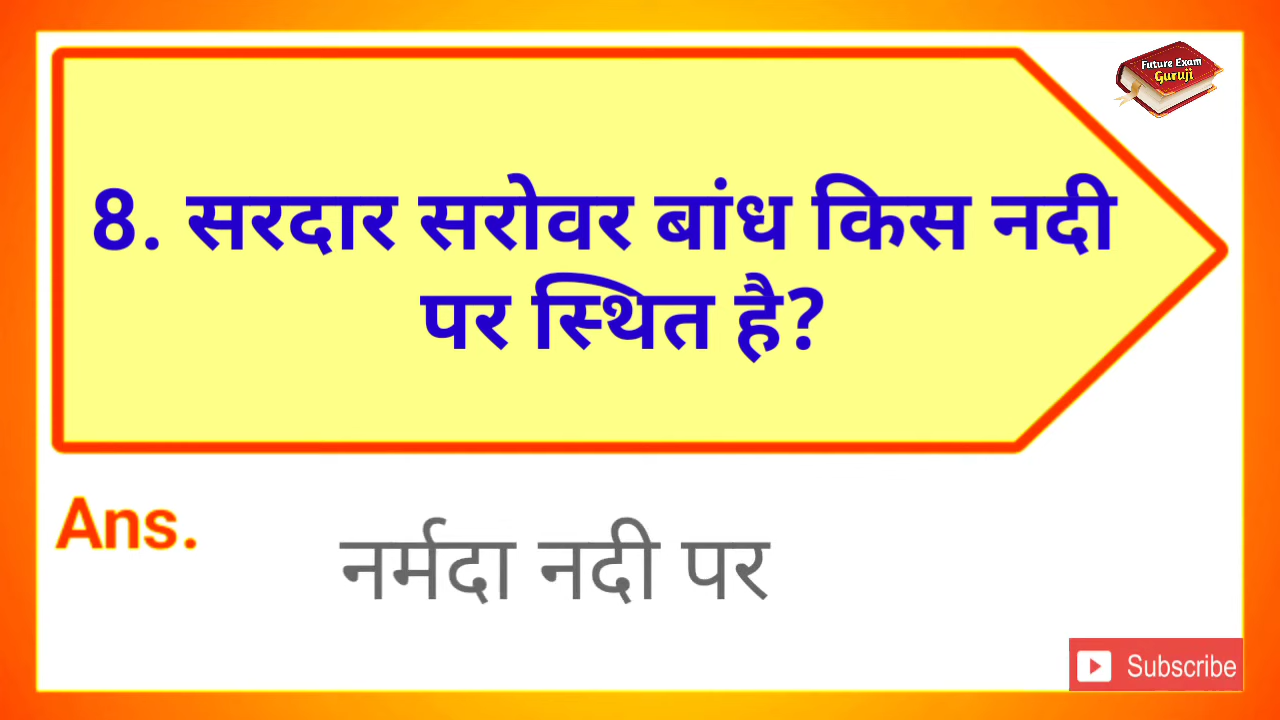 Future Exam
Guruji
8. सरदार सरोवर बांध किस नदी
पर स्थित है?
Ans.
नर्मदा नदी पर
Subscribe